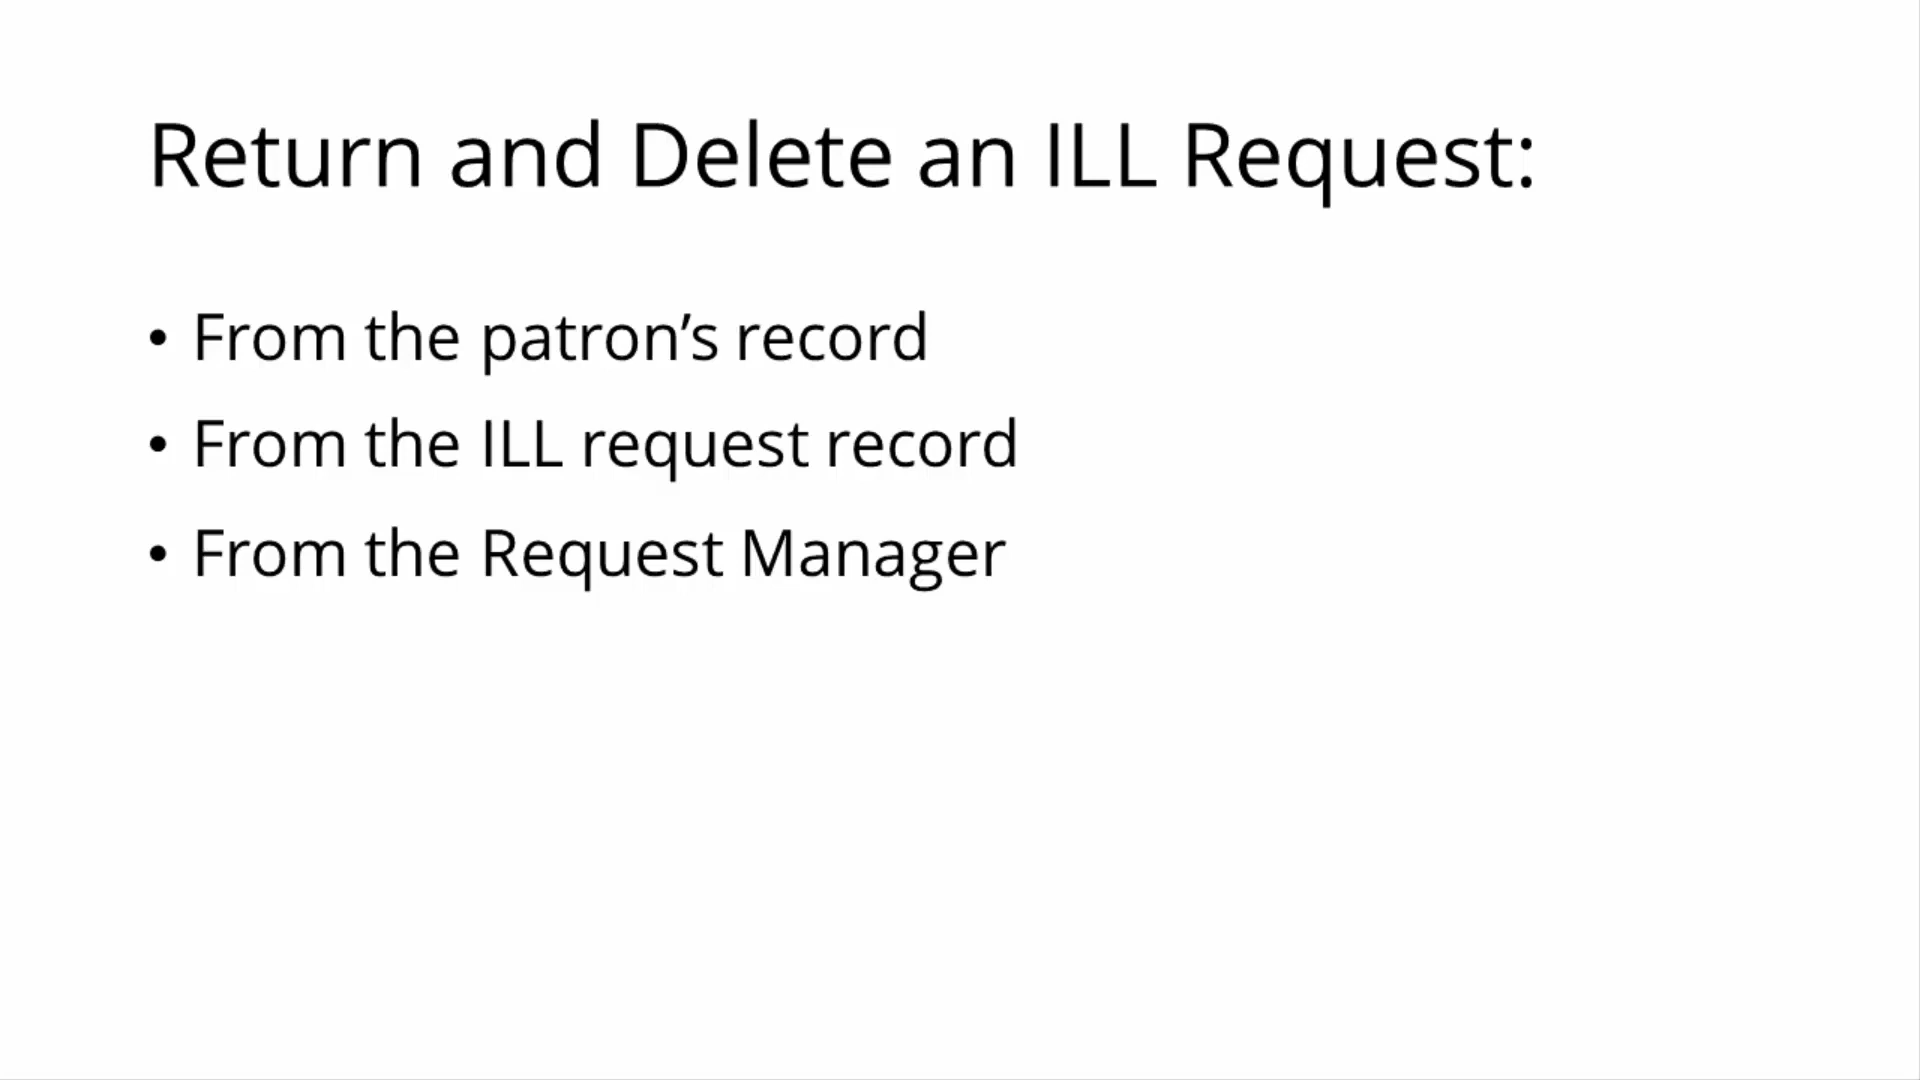 Return and Delete an ILL Request:
• From the patron’s record
• From the ILL request record
• From the Request Manager